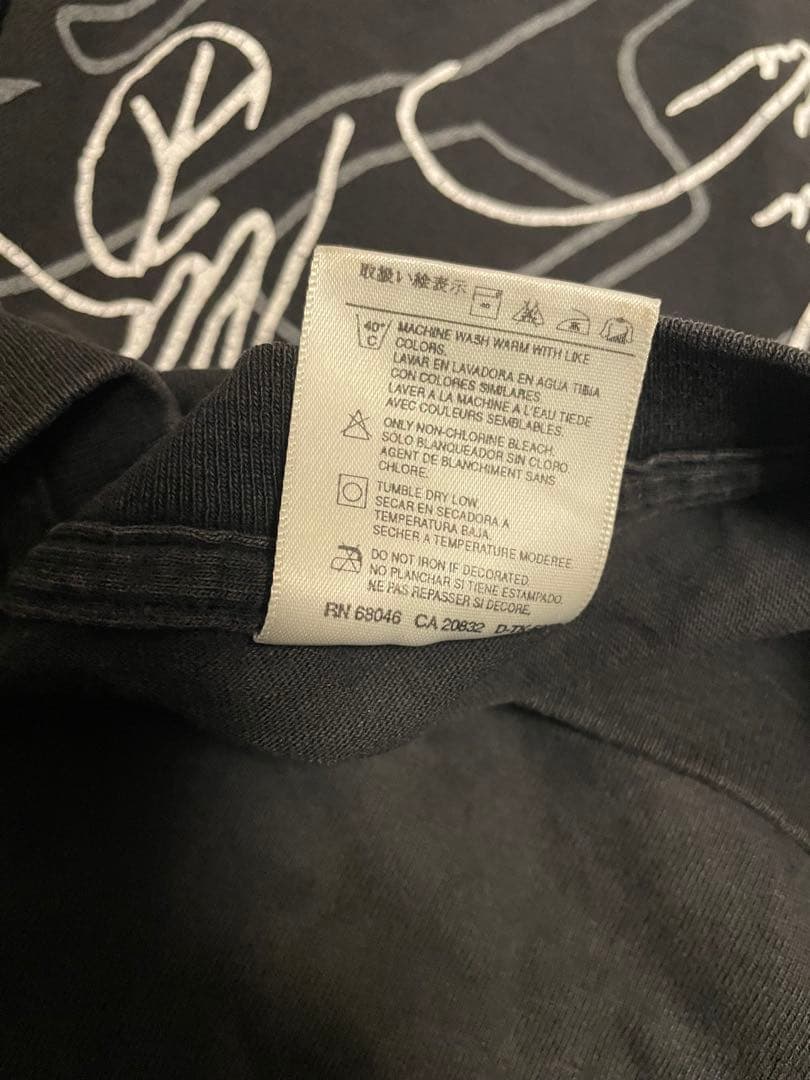 取扱い絵表示
40°
C
MACHINE WASH WARM WITH LIKE
COLORS.
LAVAR EN LAVADORA EN AGUA TIBIA
CON COLORES SIMILARES
LAVER A LA MACHINE A L'EAU TIEDE
AVEC COULEURS SEMBLABLES.
ONLY NON-CHLORINE BLEACH.
SOLO BLANQUEADOR SIN CLORO
AGENT DE BLANCHIMENT SANS
CHLORE.
TUMBLE DRY LOW
SECAR EN SECADORA A
TEMPERATURA BAJA.
SECHER A TEMPERATURE MODEREE.
DO NOT IRON IF DECORATED.
NO PLANCHAR SI TIENE ESTAMPADO.
NE PAS REPASSER SI DECORE.
RN 68046 CA 20832